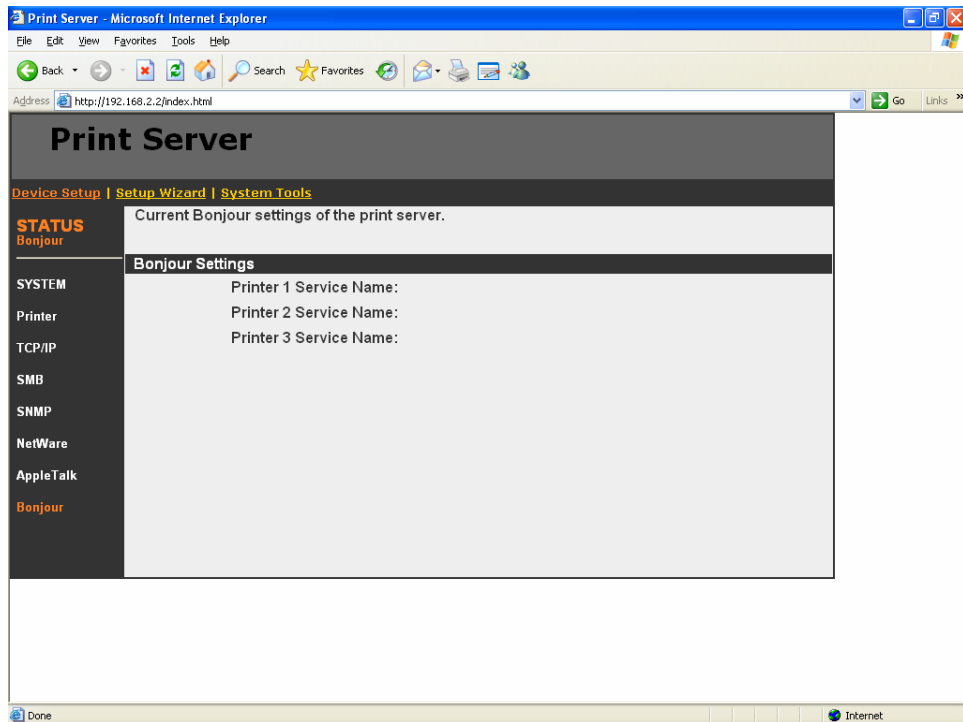 Print Server - Microsoft Internet Explorer
File Edit View Favorites Tools Help
Back Search Favorites
Address http://192.168.2.2/index.html Go Links »
Print Server
Device Setup | Setup Wizard | System Tools
STATUS
Bonjour
SYSTEM
Printer
TCP/IP
SMB
SNMP
NetWare
AppleTalk
Bonjour
Current Bonjour settings of the print server.
Bonjour Settings
Printer 1 Service Name:
Printer 2 Service Name:
Printer 3 Service Name:
Done Internet